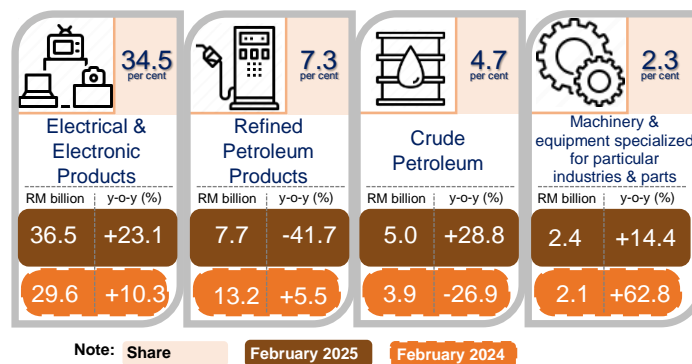 34.5
per cent
Electrical &
Electronic
Products
RM billion y-o-y (%)
36.5 +23.1
29.6 +10.3
7.3
per cent
Refined
Petroleum
Products
RM billion y-o-y (%)
7.7 -41.7
13.2 +5.5
4.7
per cent
Crude
Petroleum
RM billion y-o-y (%)
5.0 +28.8
3.9 -26.9
2.3
per cent
Machinery &
equipment specialized
for particular
industries & parts
RM billion y-o-y (%)
2.4 +14.4
2.1 +62.8
Note: Share February 2025 February 2024